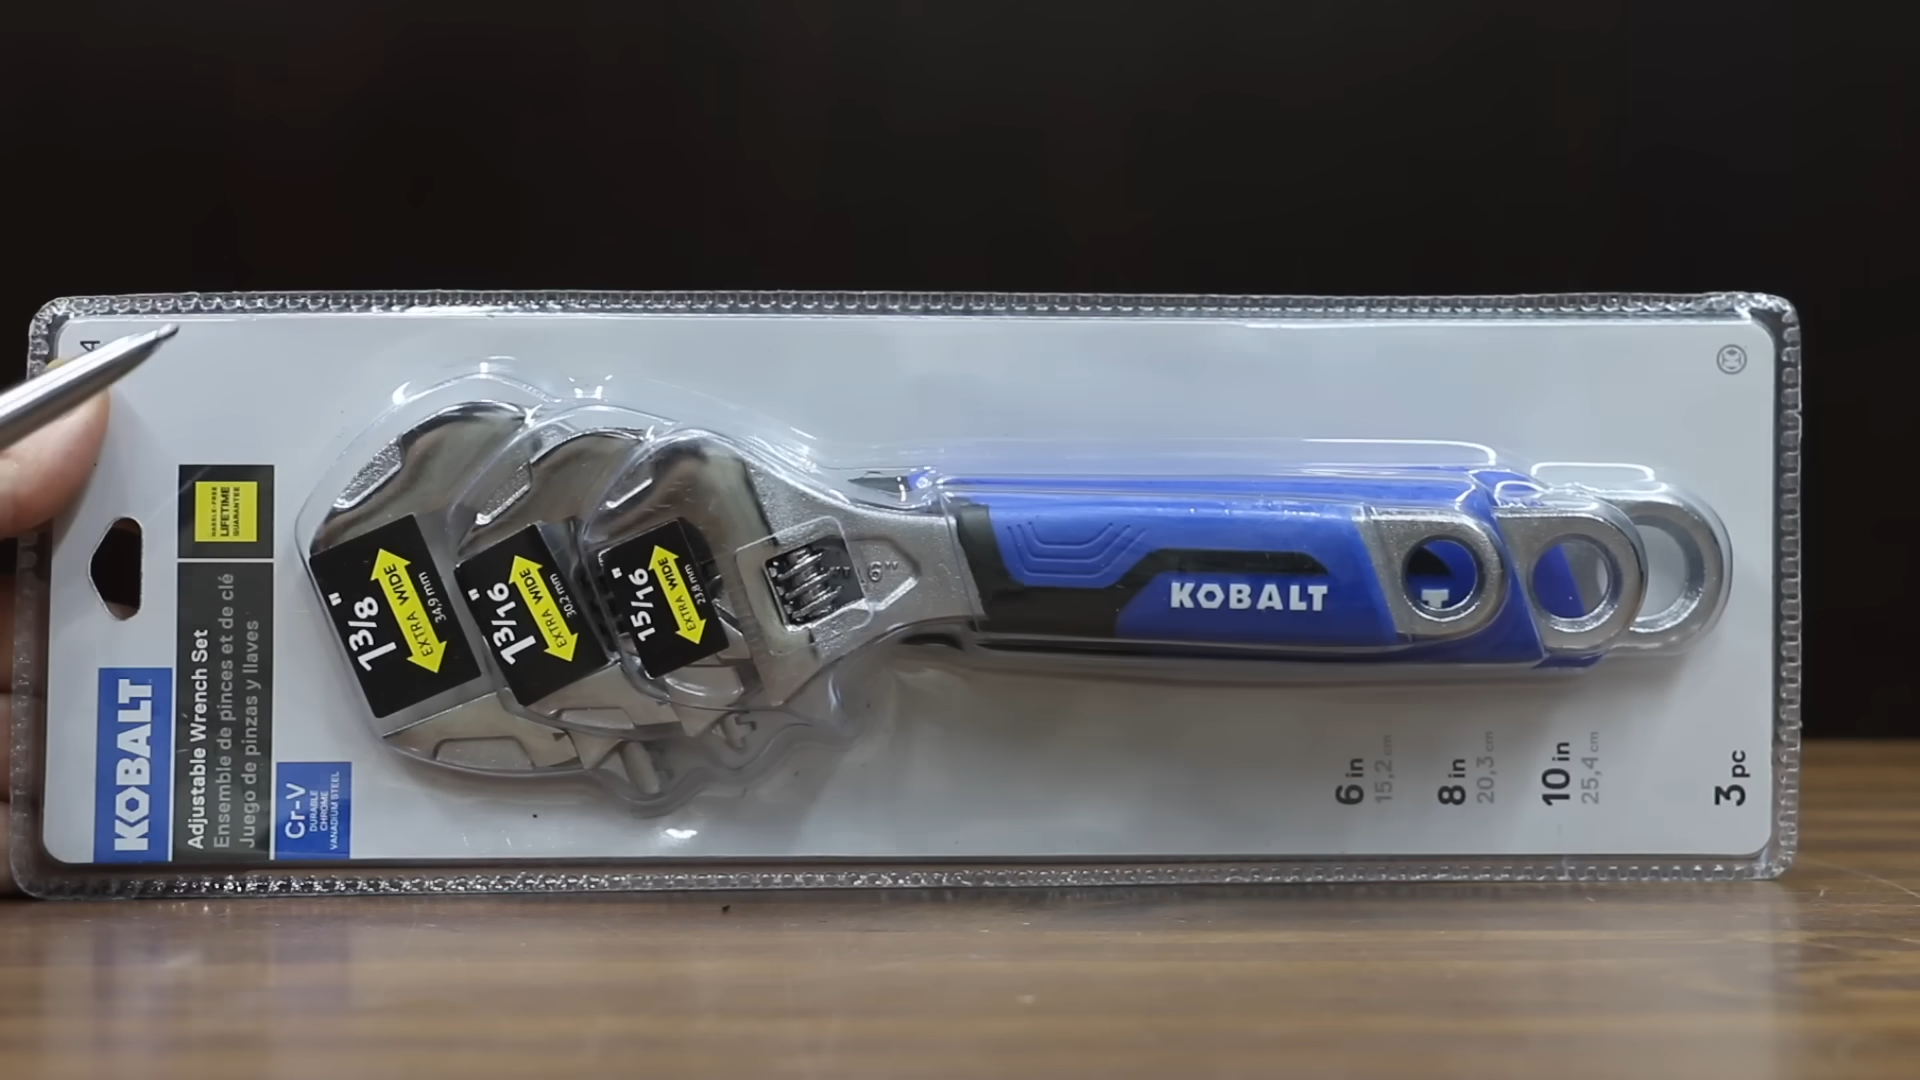 A
HASSLE-FREE
LIFETIME
GUARANTEE
KOBALT
Adjustable Wrench Set
Ensemble de pinces et de clé
Juego de pinzas y llaves
Cr-V
DURABLE
CHROME
VANADIUM STEEL
1 3/8"
EXTRA WIDE
34,9 mm
1 3/16"
EXTRA WIDE
30,2 mm
15/16"
EXTRA WIDE
23,8 mm
6"
KOBALT
6 in
15,2 cm
8 in
20,3 cm
10 in
25,4 cm
3 pc